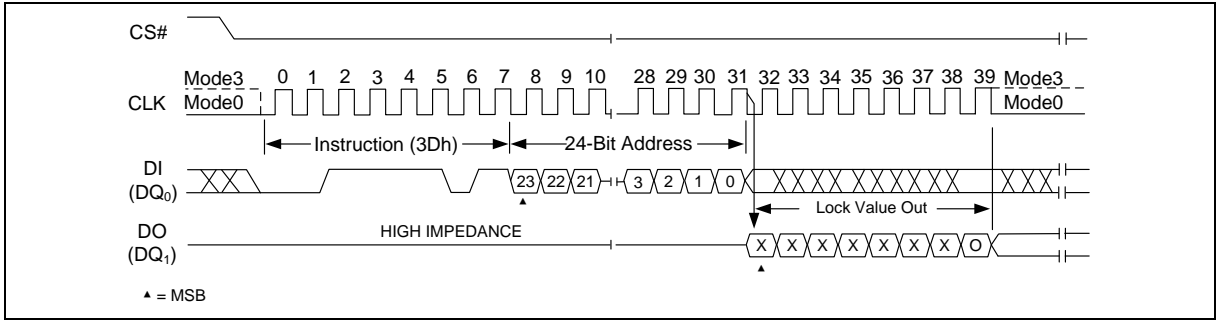 CS#
Mode3 0 1 2 3 4 5 6 7 8 9 10 28 29 30 31 32 33 34 35 36 37 38 39 Mode3
CLK Mode0 Mode0
Instruction (3Dh) 24-Bit Address
DI
(DQ0) 23 22 21 3 2 1 0
Lock Value Out
DO HIGH IMPEDANCE
(DQ1) X X X X X X X O
▲ = MSB